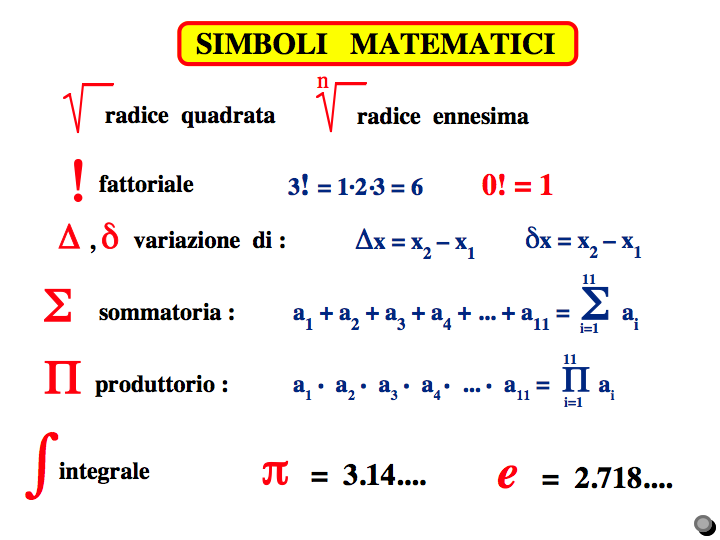 SIMBOLI MATEMATICI
√ radice quadrata n√ radice ennesima
! fattoriale 3! = 1·2·3 = 6 0! = 1
Δ , δ variazione di : Δx = x₂ – x₁ δx = x₂ – x₁
Σ sommatoria : a₁ + a₂ + a₃ + a₄ + ... + a₁₁ = 11 Σ i=1 aᵢ
Π produttorio : a₁ · a₂ · a₃ · a₄ · ... · a₁₁ = 11 Π i=1 aᵢ
∫ integrale π = 3.14.... e = 2.718....